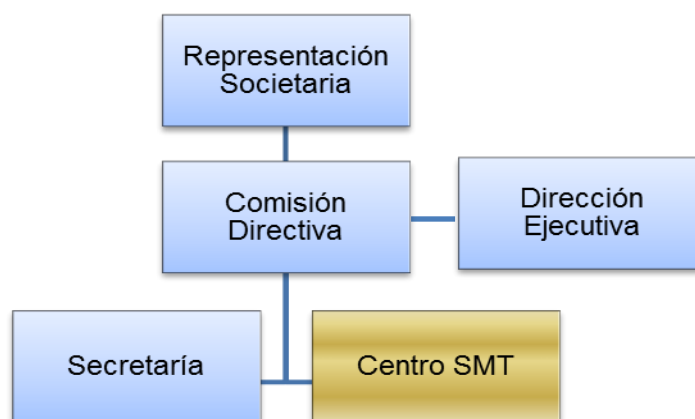 Representación
Societaria
Comisión
Directiva
Dirección
Ejecutiva
Secretaría
Centro SMT